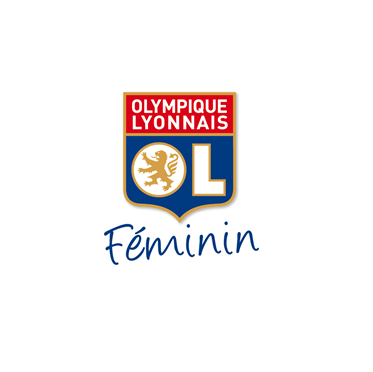 OLYMPIQUE
LYONNAIS
OL
Féminin